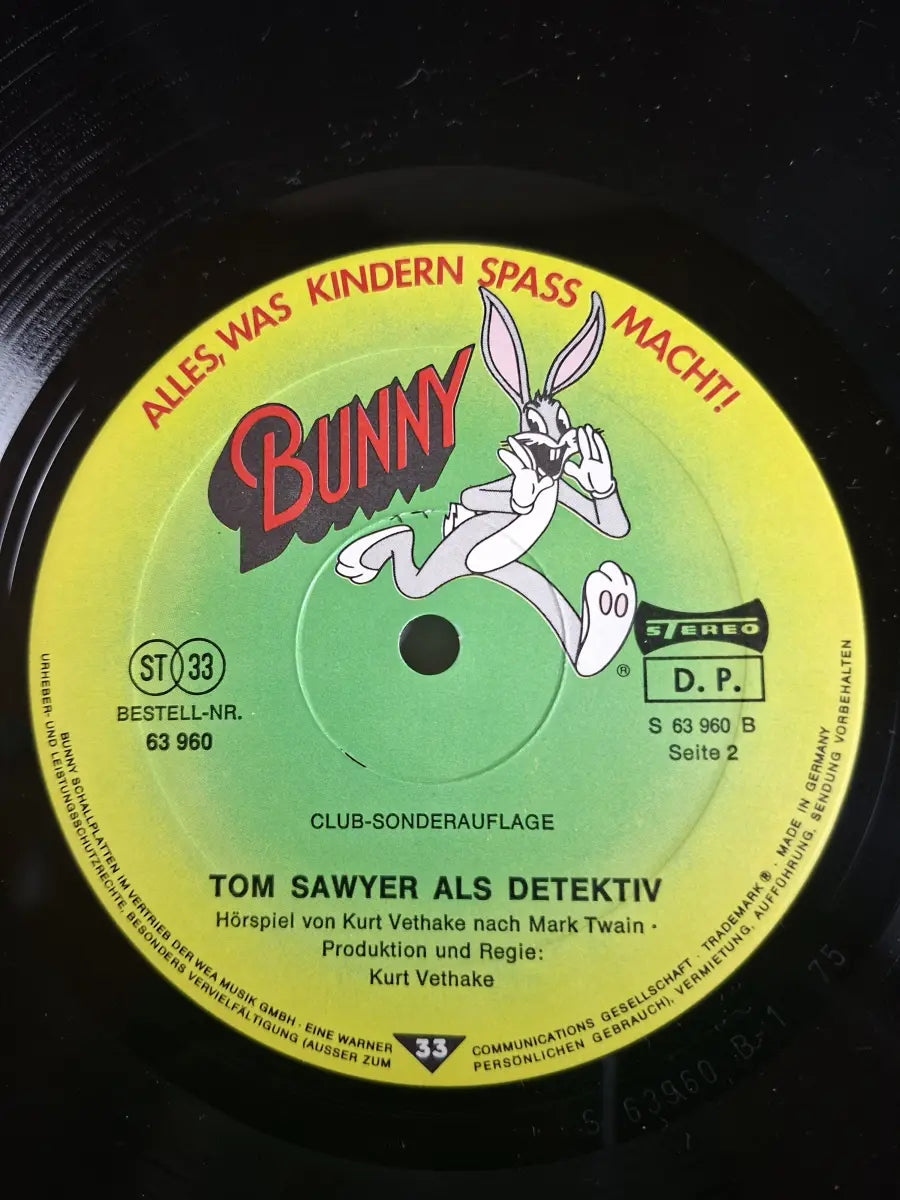 ALLES, WAS KINDERN SPASS MACHT!
BUNNY
®
STEREO
D. P.
S 63 960 B
Seite 2
ST 33
BESTELL-NR.
63 960
CLUB-SONDERAUFLAGE
TOM SAWYER ALS DETEKTIV
Hörspiel von Kurt Vethake nach Mark Twain ·
Produktion und Regie:
Kurt Vethake
BUNNY SCHALLPLATTEN IM VERTRIEB DER WEA MUSIK GMBH · EINE WARNER COMMUNICATIONS GESELLSCHAFT · TRADEMARK ® · MADE IN GERMANY
URHEBER- UND LEISTUNGSSCHUTZRECHTE, BESONDERS VERVIELFÄLTIGUNG (AUSSER ZUM PERSÖNLICHEN GEBRAUCH), VERMIETUNG, AUFFÜHRUNG, SENDUNG VORBEHALTEN
33
S 63960 B-1 75